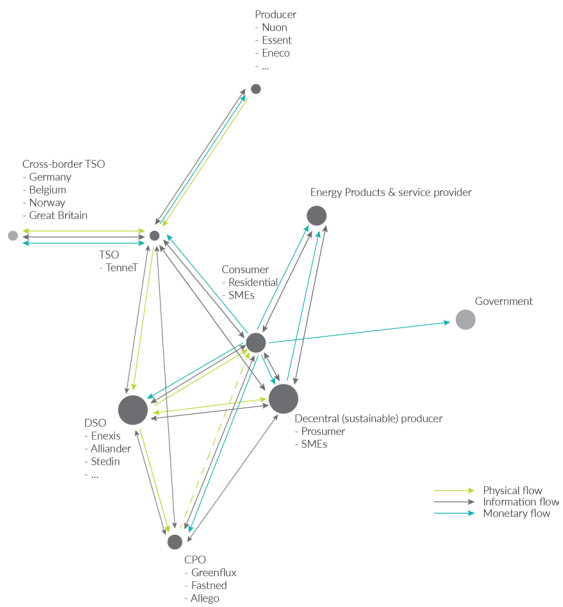 Producer
- Nuon
- Essent
- Eneco
- ...
Cross-border TSO
- Germany
- Belgium
- Norway
- Great Britain
Energy Products & service provider
TSO
- TenneT
Consumer
- Residential
- SMEs
Government
DSO
- Enexis
- Alliander
- Stedin
- ...
Decentral (sustainable) producer
- Prosumer
- SMEs
Physical flow
Information flow
Monetary flow
CPO
- Greenflux
- Fastned
- Allego